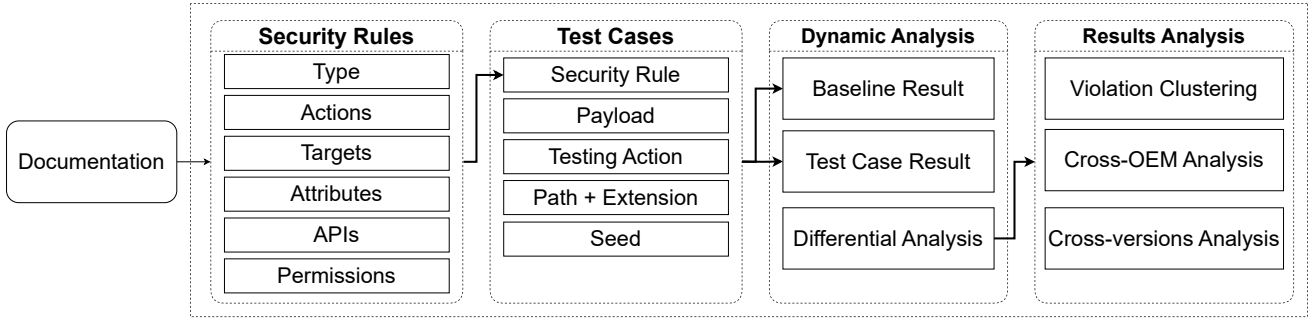 Documentation
Security Rules
Type
Actions
Targets
Attributes
APIs
Permissions
Test Cases
Security Rule
Payload
Testing Action
Path + Extension
Seed
Dynamic Analysis
Baseline Result
Test Case Result
Differential Analysis
Results Analysis
Violation Clustering
Cross-OEM Analysis
Cross-versions Analysis